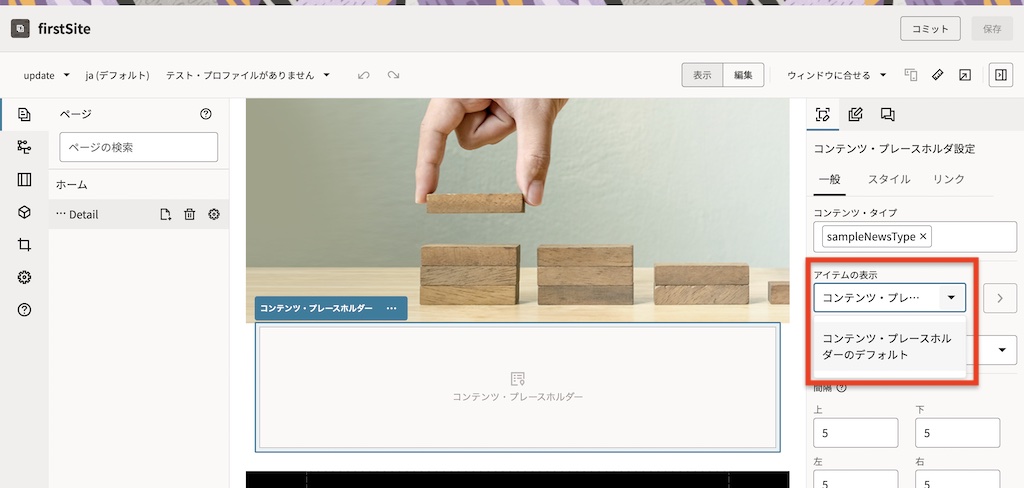 firstSite
コミット
保存
update
ja (デフォルト)
テスト・プロファイルがありません
表示
編集
ウィンドウに合せる
ページ
ページの検索
ホーム
Detail
コンテンツ・プレースホルダー
コンテンツ・プレースホルダー
コンテンツ・プレースホルダ設定
一般
スタイル
リンク
コンテンツ・タイプ
sampleNewsType ×
アイテムの表示
コンテンツ・プレ…
コンテンツ・プレースホル
ダーのデフォルト
間隔
上
下
5
5
左
右
5
5